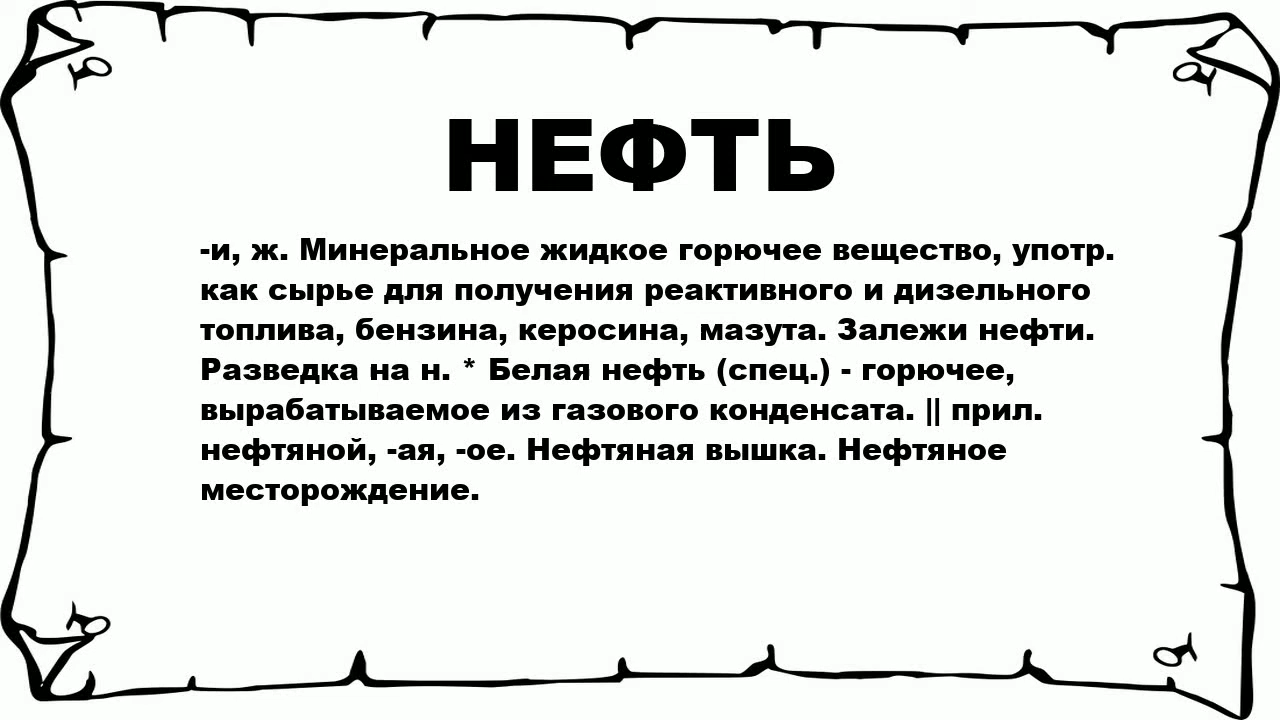 НЕФТЬ
-и, ж. Минеральное жидкое горючее вещество, употр.
как сырье для получения реактивного и дизельного
топлива, бензина, керосина, мазута. Залежи нефти.
Разведка на н. * Белая нефть (спец.) - горючее,
вырабатываемое из газового конденсата. || прил.
нефтяной, -ая, -ое. Нефтяная вышка. Нефтяное
месторождение.